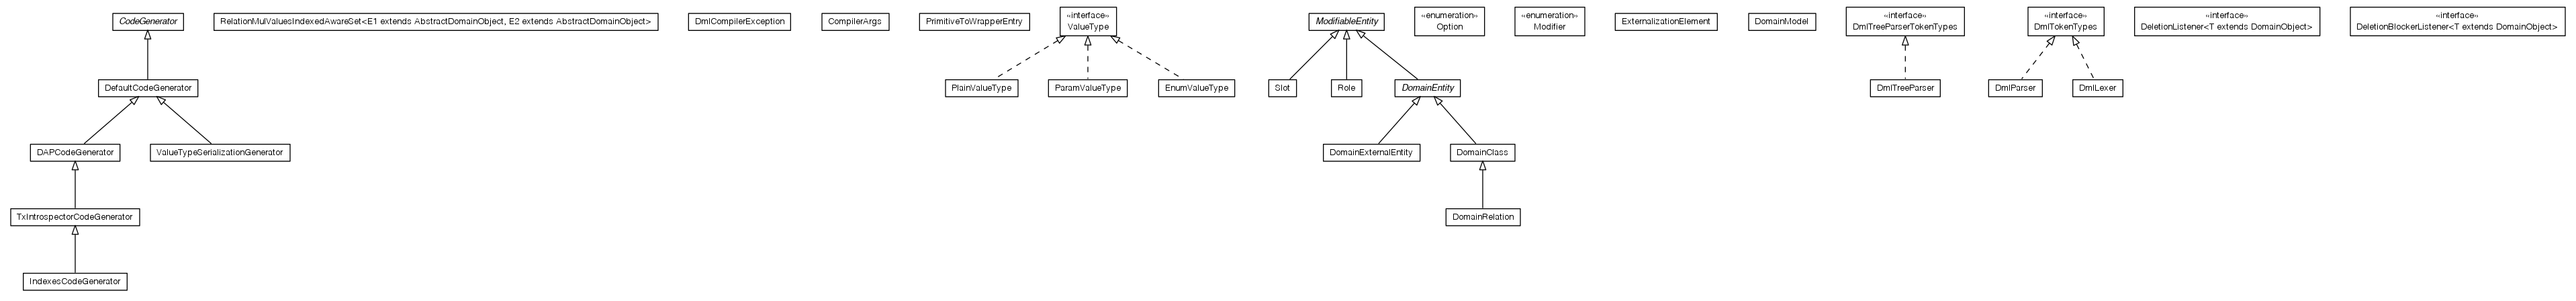 CodeGenerator
RelationMulValuesIndexedAwareSet<E1 extends AbstractDomainObject, E2 extends AbstractDomainObject>
DmlCompilerException
CompilerArgs
PrimitiveToWrapperEntry
«interface»
ValueType
ModifiableEntity
«enumeration»
Option
«enumeration»
Modifier
ExternalizationElement
DomainModel
«interface»
DmlTreeParserTokenTypes
«interface»
DmlTokenTypes
«interface»
DeletionListener<T extends DomainObject>
«interface»
DeletionBlockerListener<T extends DomainObject>
DefaultCodeGenerator
PlainValueType
ParamValueType
EnumValueType
Slot
Role
DomainEntity
DmlTreeParser
DmlParser
DmlLexer
DAPCodeGenerator
ValueTypeSerializationGenerator
DomainExternalEntity
DomainClass
TxIntrospectorCodeGenerator
DomainRelation
IndexesCodeGenerator